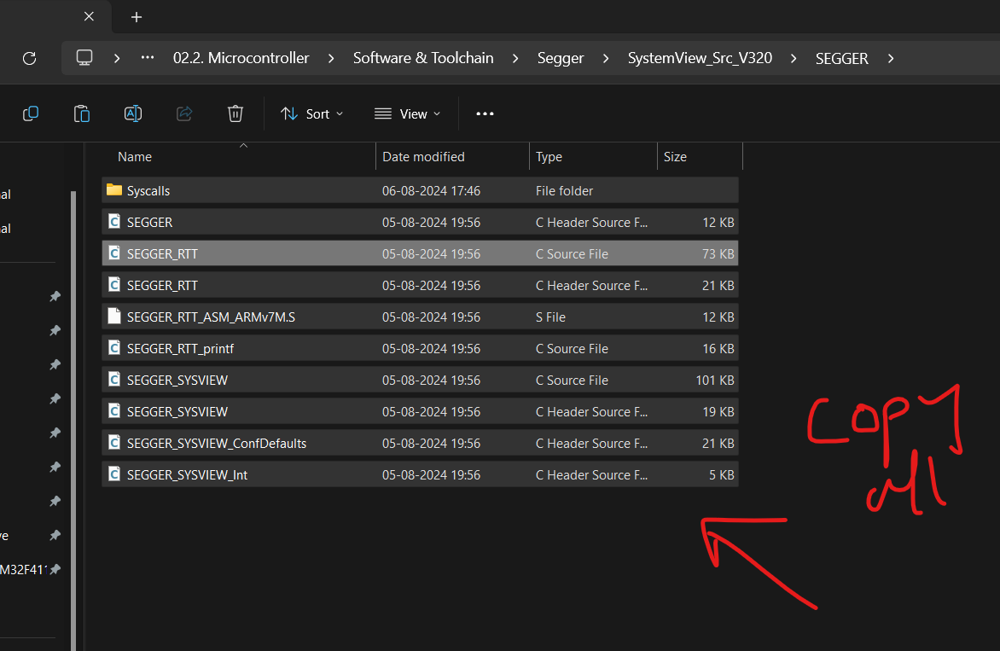 02.2. Microcontroller > Software & Toolchain > Segger > SystemView_Src_V320 > SEGGER >
Sort View
Name Date modified Type Size
al
Syscalls 06-08-2024 17:46 File folder
SEGGER 05-08-2024 19:56 C Header Source F... 12 KB
al
SEGGER_RTT 05-08-2024 19:56 C Source File 73 KB
SEGGER_RTT 05-08-2024 19:56 C Header Source F... 21 KB
SEGGER_RTT_ASM_ARMv7M.S 05-08-2024 19:56 S File 12 KB
SEGGER_RTT_printf 05-08-2024 19:56 C Source File 16 KB
SEGGER_SYSVIEW 05-08-2024 19:56 C Source File 101 KB
SEGGER_SYSVIEW 05-08-2024 19:56 C Header Source F... 19 KB
SEGGER_SYSVIEW_ConfDefaults 05-08-2024 19:56 C Header Source F... 21 KB
SEGGER_SYSVIEW_Int 05-08-2024 19:56 C Header Source F... 5 KB
copy
all
ve
M32F41